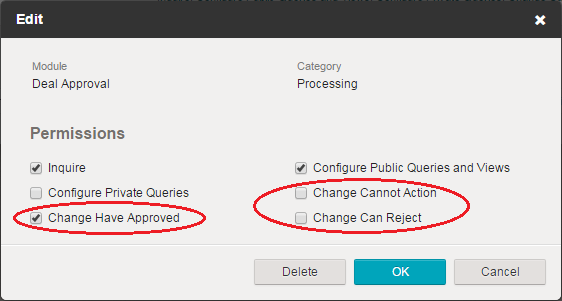 Edit
Module
Category
Deal Approval
Processing
Permissions
Inquire
Configure Public Queries and Views
Configure Private Queries
Change Cannot Action
Change Have Approved
Change Can Reject
Delete
OK
Cancel